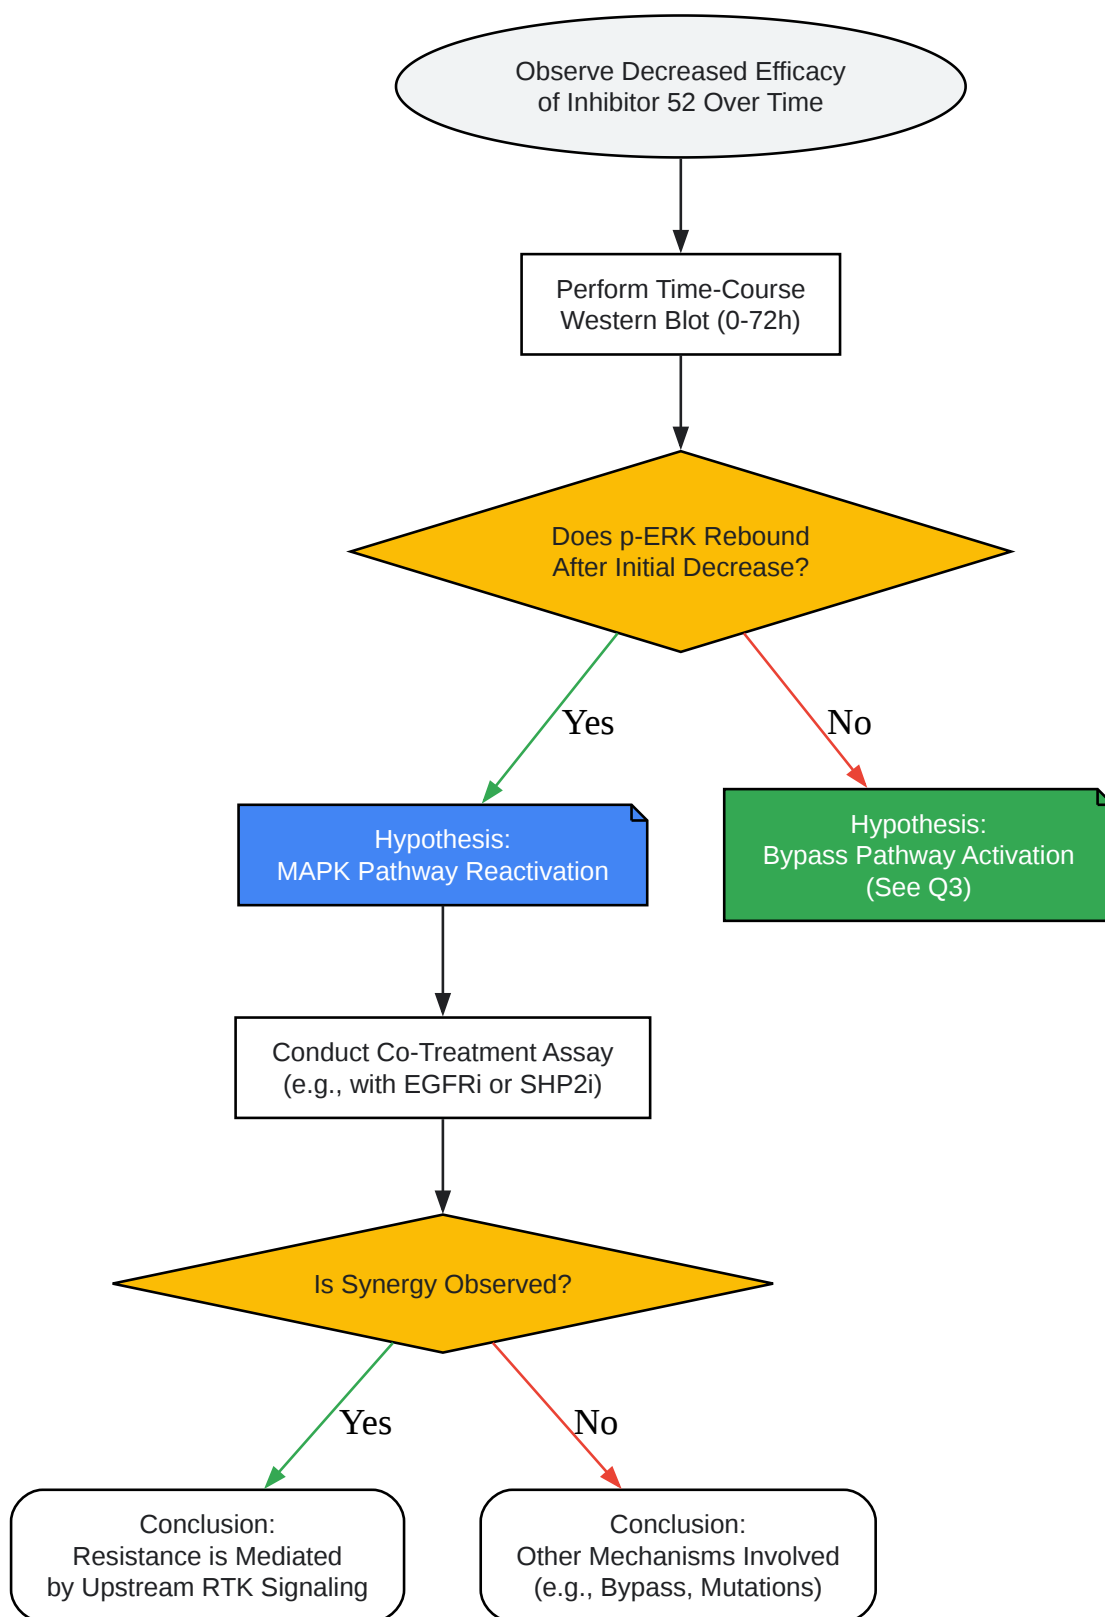 Observe Decreased Efficacy
of Inhibitor 52 Over Time
Perform Time-Course
Western Blot (0-72h)
Does p-ERK Rebound
After Initial Decrease?
Yes
No
Hypothesis:
MAPK Pathway Reactivation
Hypothesis:
Bypass Pathway Activation
(See Q3)
Conduct Co-Treatment Assay
(e.g., with EGFRi or SHP2i)
Is Synergy Observed?
Yes
No
Conclusion:
Resistance is Mediated
by Upstream RTK Signaling
Conclusion:
Other Mechanisms Involved
(e.g., Bypass, Mutations)